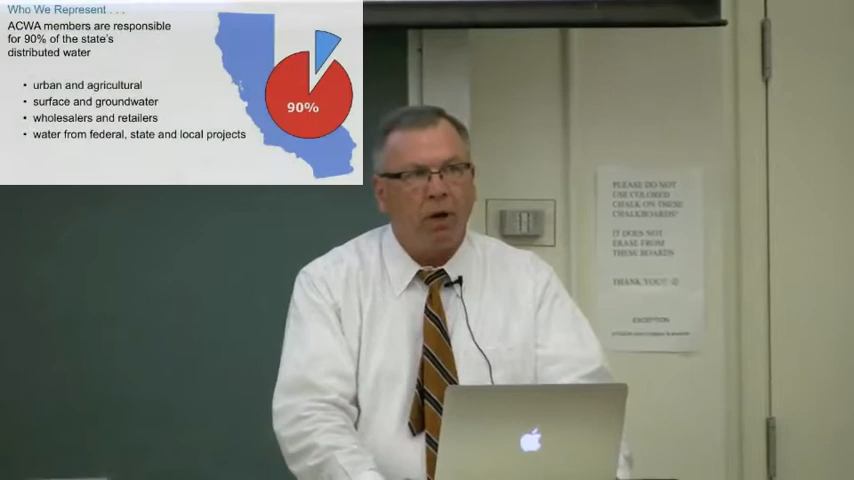 Who We Represent . . .
ACWA members are responsible
for 90% of the state's
distributed water
• urban and agricultural
• surface and groundwater
• wholesalers and retailers
• water from federal, state and local projects
90%
PLEASE DO NOT
USE COLORED
CHALK ON THESE
CHALKBOARDS!
IT DOES NOT
ERASE FROM
THESE BOARDS
THANK YOU!
EXCEPTION